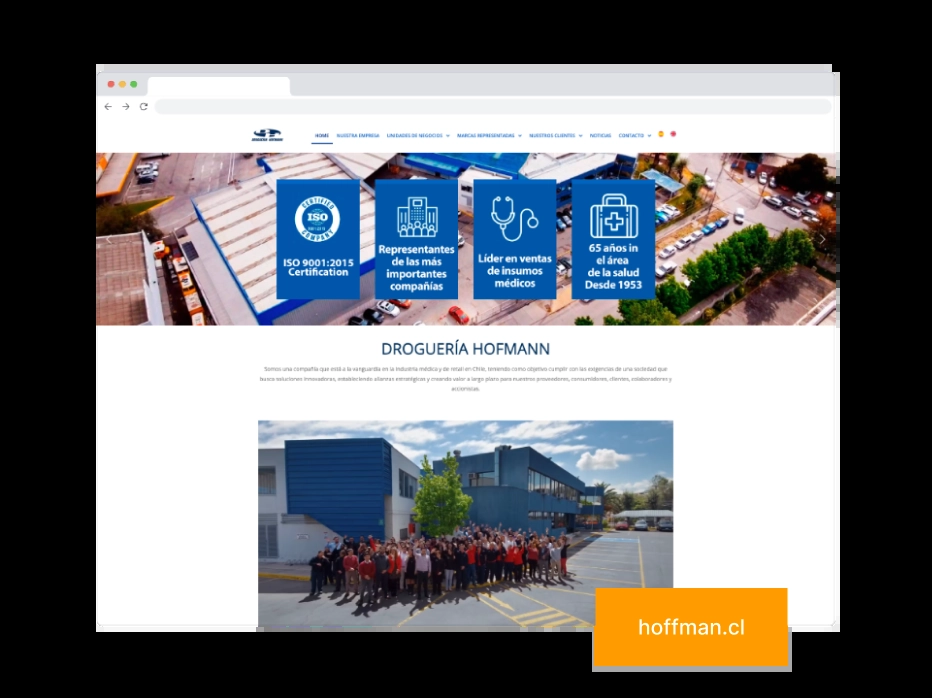 DROGUERIA HOFMANN
HOME NUESTRA EMPRESA UNIDADES DE NEGOCIOS MARCAS REPRESENTADAS NUESTROS CLIENTES NOTICIAS CONTACTO
CERTIFIED
ISO
COMPANY
ISO 9001:2015
Certification
Representantes
de las más
importantes
compañías
Líder en ventas
de insumos
médicos
65 años in
el área
de la salud
Desde 1953
DROGUERÍA HOFMANN
Somos una compañía que está a la vanguardia en la industria médica y de retail en Chile, teniendo como objetivo cumplir con las exigencias de una sociedad que
busca soluciones innovadoras, estableciendo alianzas estratégicas y creando valor a largo plazo para nuestros proveedores, consumidores, clientes, colaboradores y
accionistas.
hoffman.cl